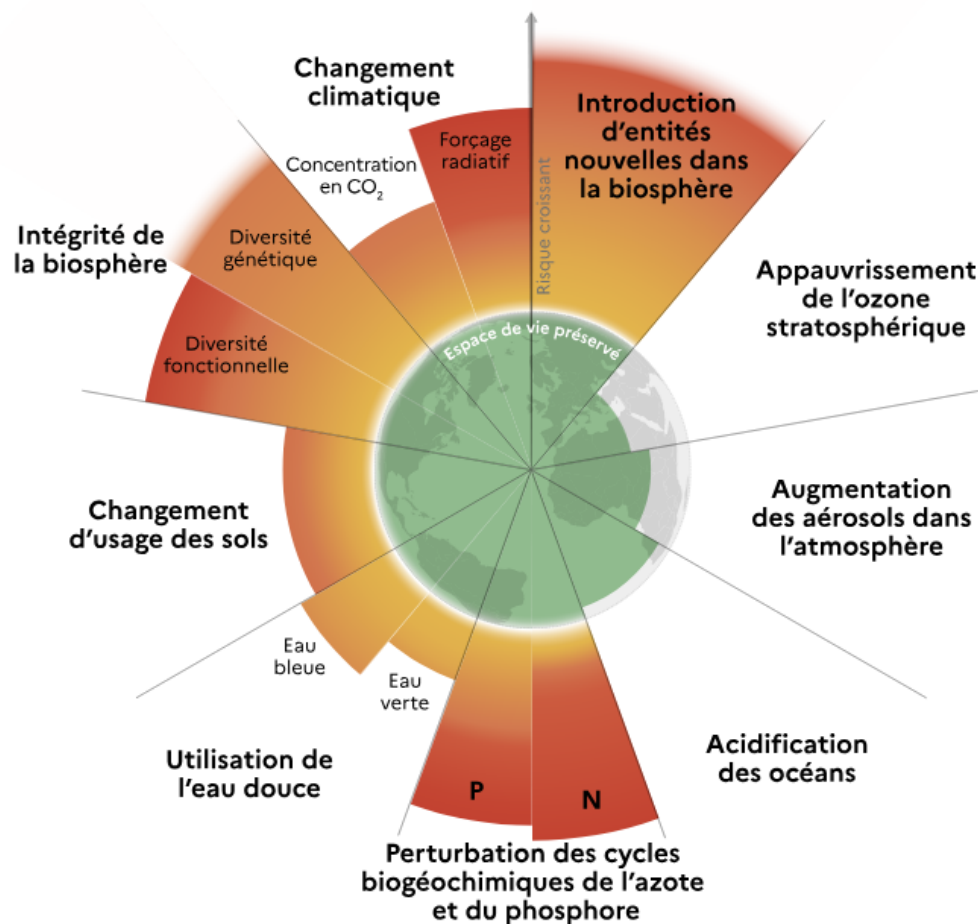 Changement
climatique
Forçage
radiatif
Concentration
en CO₂
Introduction
d'entités
nouvelles dans
la biosphère
Risque croissant
Intégrité de
la biosphère
Diversité
génétique
Diversité
fonctionnelle
Appauvrissement
de l'ozone
stratosphérique
Espace de vie préservé
Changement
d'usage des sols
Augmentation
des aérosols dans
l'atmosphère
Eau
bleue
Eau
verte
Utilisation de
l'eau douce
Acidification
des océans
P
N
Perturbation des cycles
biogéochimiques de l'azote
et du phosphore